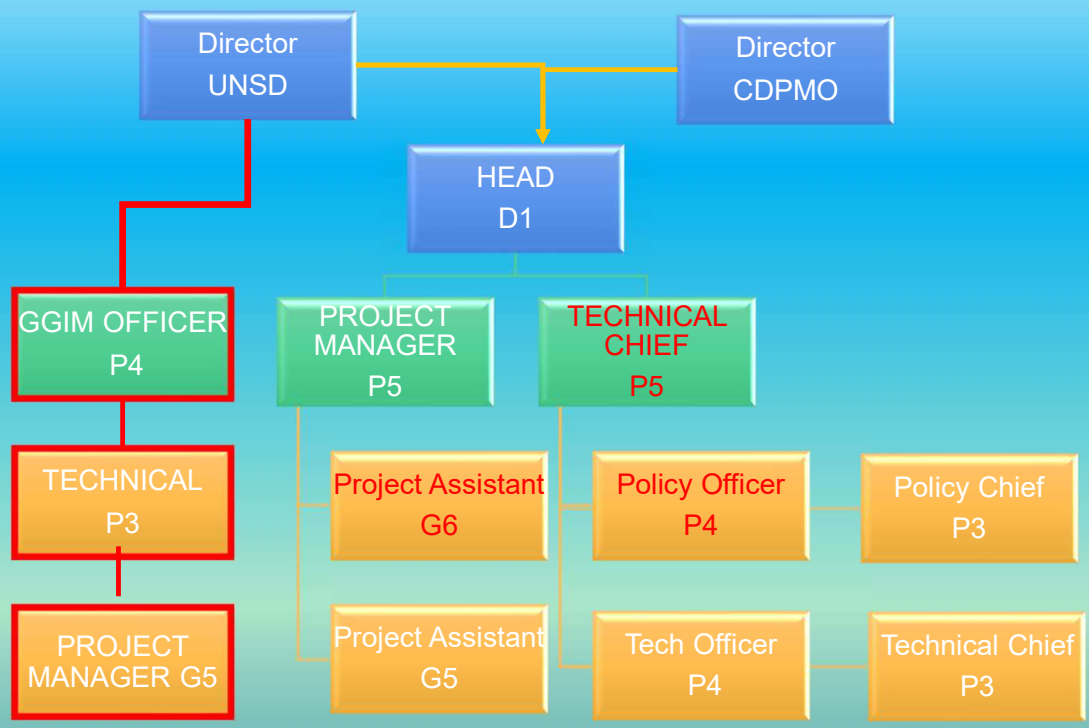 Director
UNSD
Director
CDPMO
HEAD
D1
GGIM OFFICER
P4
PROJECT
MANAGER
P5
TECHNICAL
CHIEF
P5
TECHNICAL
P3
Project Assistant
G6
Policy Officer
P4
Policy Chief
P3
PROJECT
MANAGER G5
Project Assistant
G5
Tech Officer
P4
Technical Chief
P3